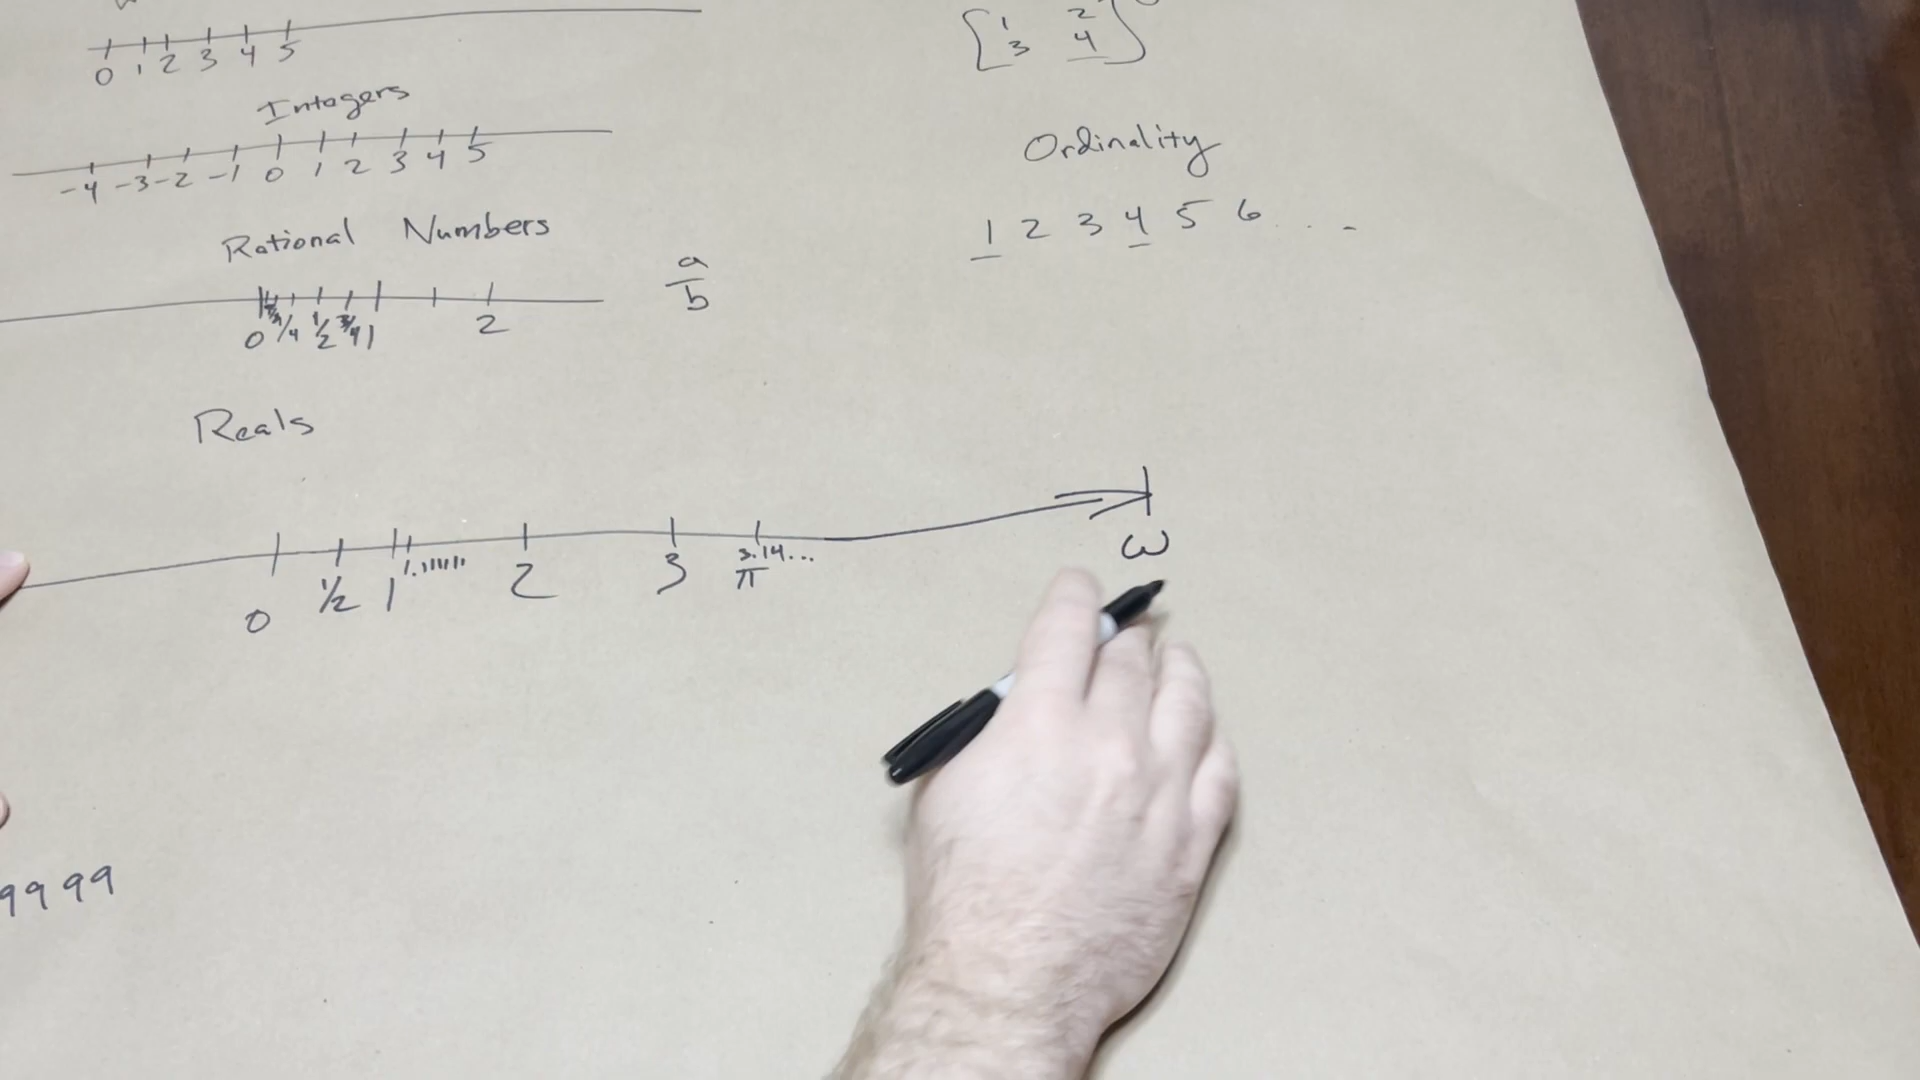 0 1 2 3 4 5
Integers
-4 -3 -2 -1 0 1 2 3 4 5
Rational Numbers
0 1/4 1/2 3/4 1 2
a
b
Reals
0 1/2 1 1.111111 2 3 3.14... π ω
1 2
3 4
Ordinality
1 2 3 4 5 6 . . .
9999